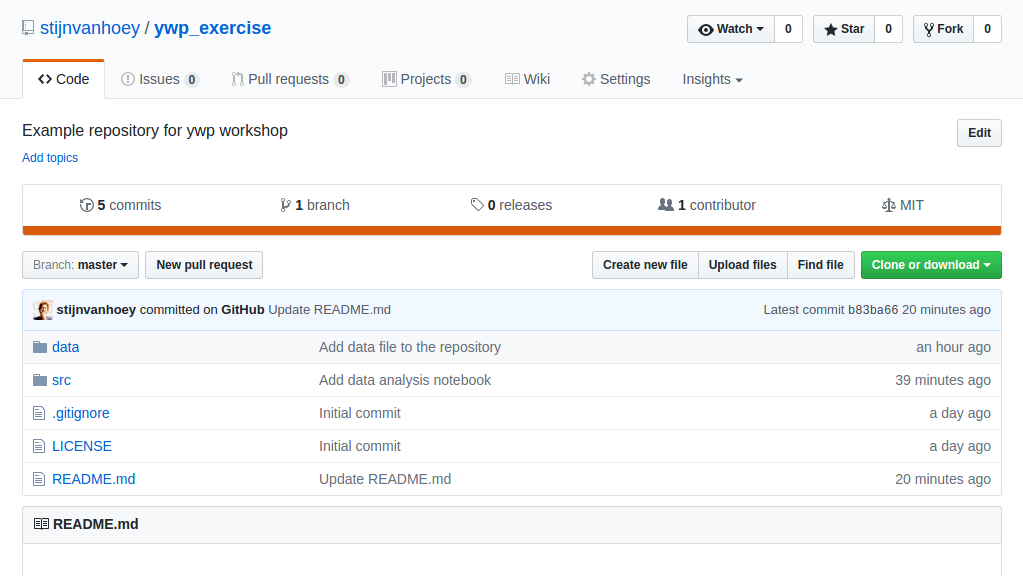 stijnvanhoey / ywp_exercise Watch 0 Star 0 Fork 0
Code Issues 0 Pull requests 0 Projects 0 Wiki Settings Insights
Example repository for ywp workshop Edit
Add topics
5 commits 1 branch 0 releases 1 contributor MIT
Branch: master New pull request Create new file Upload files Find file Clone or download
stijnvanhoey committed on GitHub Update README.md Latest commit b83ba66 20 minutes ago
data Add data file to the repository an hour ago
src Add data analysis notebook 39 minutes ago
.gitignore Initial commit a day ago
LICENSE Initial commit a day ago
README.md Update README.md 20 minutes ago
README.md